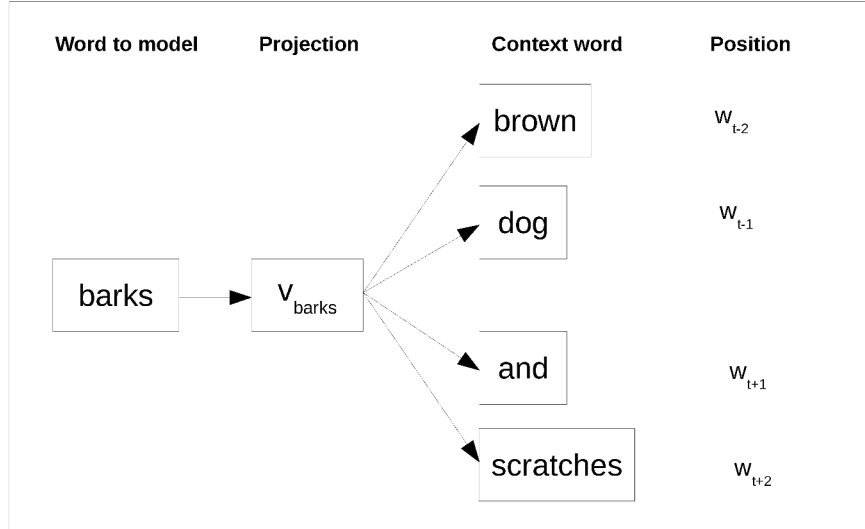 Word to model Projection Context word Position
brown w t-2
dog w t-1
barks v barks
and w t+1
scratches w t+2